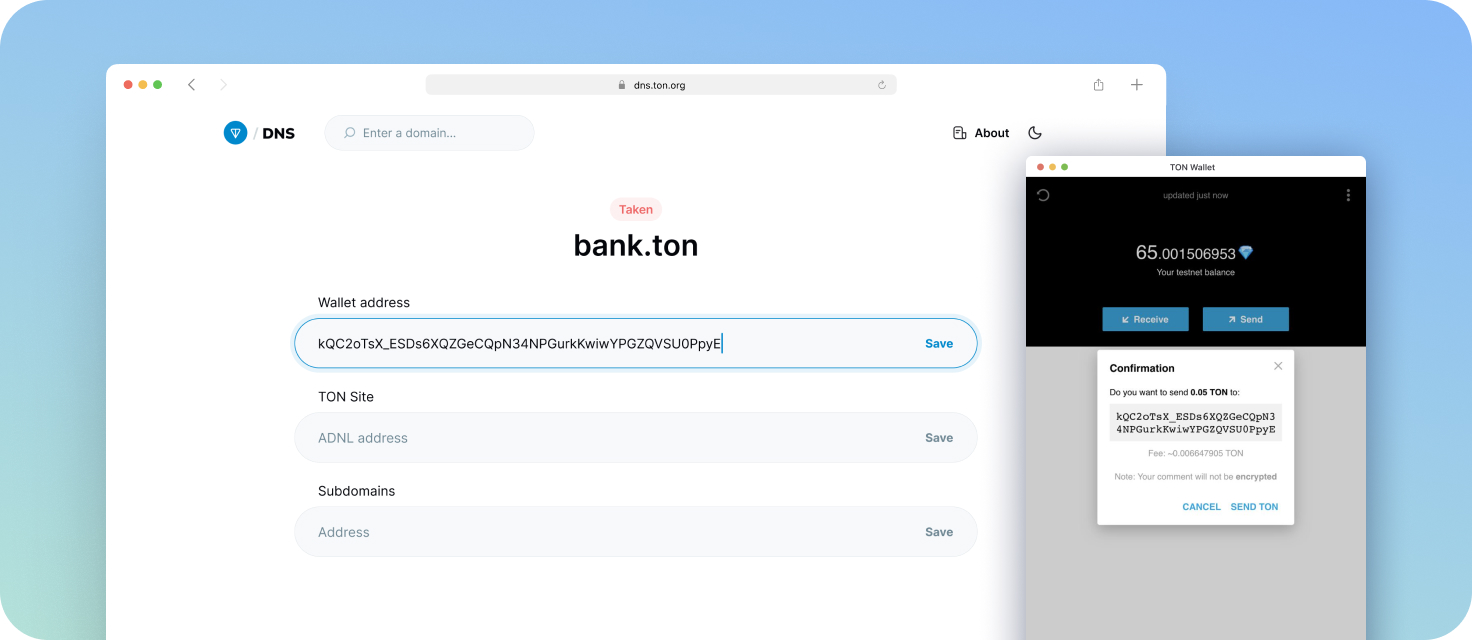 dns.ton.org
/ DNS
Enter a domain...
About
Taken
bank.ton
Wallet address
kQC2oTsX_ESDs6XQZGeCQpN34NPGurkKwiwYPGZQVSU0PpyE
Save
TON Site
ADNL address
Save
Subdomains
Address
Save
TON Wallet
updated just now
65.001506953
Your testnet balance
Receive
Send
Confirmation
Do you want to send 0.05 TON to:
kQC2oTsX_ESDs6XQZGeCQpN3
4NPGurkKwiwYPGZQVSU0PpyE
Fee: ~0.006647905 TON
Note: Your comment will not be encrypted
CANCEL
SEND TON